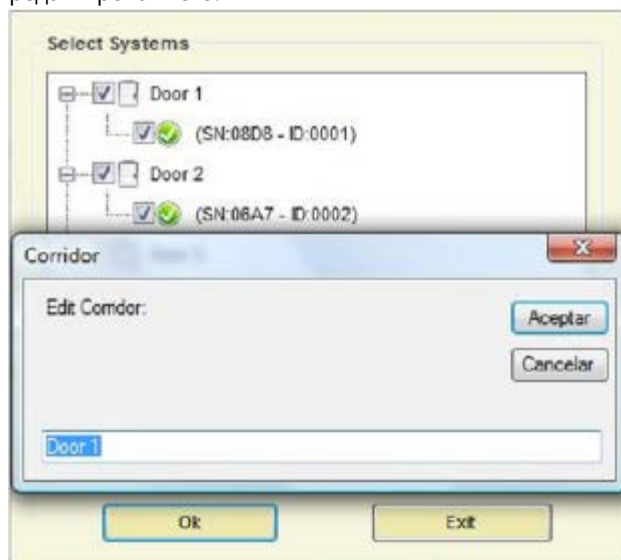 Select Systems
Door 1
(SN:08D8 - ID:0001)
Door 2
(SN:06A7 - ID:0002)
Corridor
Edit Corridor:
Aceptar
Cancelar
Door 1
Ok
Exit